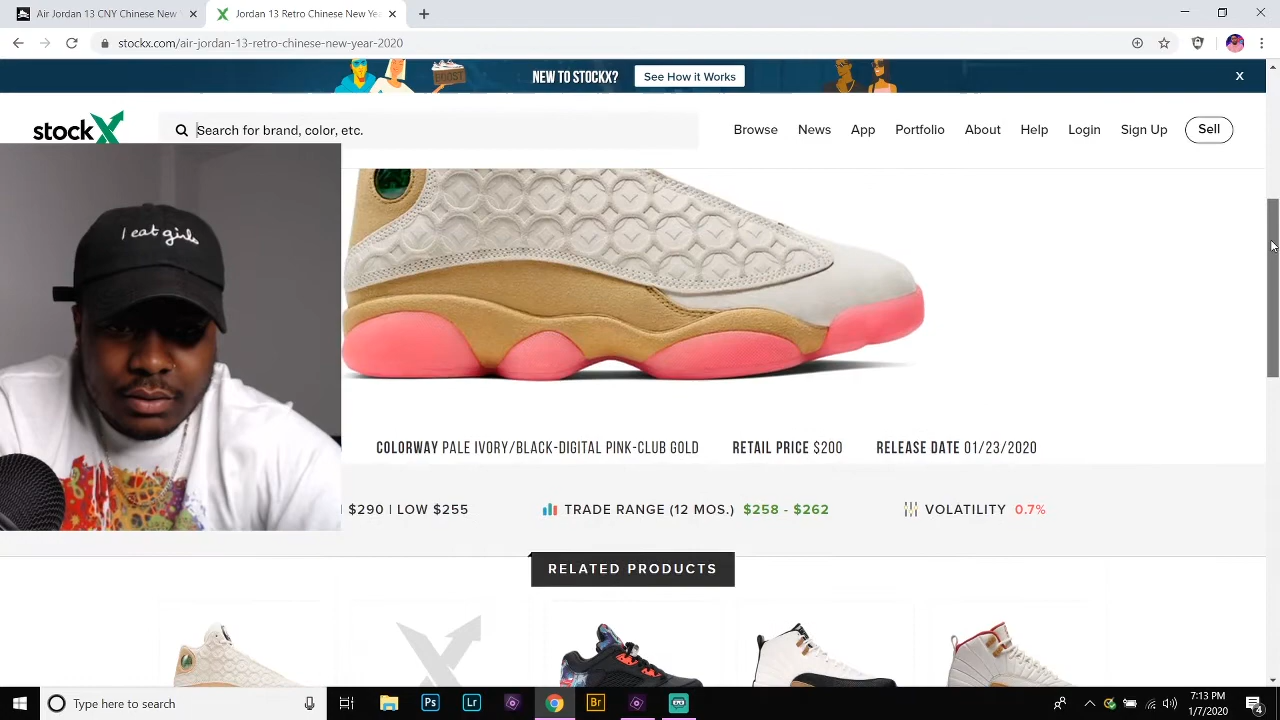 Air Jordan 13 CNY Chinese New
Jordan 13 Retro Chinese New Ye
stockx.com/air-jordan-13-retro-chinese-new-year-2020
NEW TO STOCKX? See How it Works X
stockX
Search for brand, color, etc.
Browse News App Portfolio About Help Login Sign Up Sell
I eat girls
COLORWAY PALE IVORY/BLACK-DIGITAL PINK-CLUB GOLD RETAIL PRICE $200 RELEASE DATE 01/23/2020
$290 | LOW $255 TRADE RANGE (12 MOS.) $258 - $262 VOLATILITY 0.7%
RELATED PRODUCTS
Type here to search
Ps Lr Br
7:13 PM
1/7/2020
4